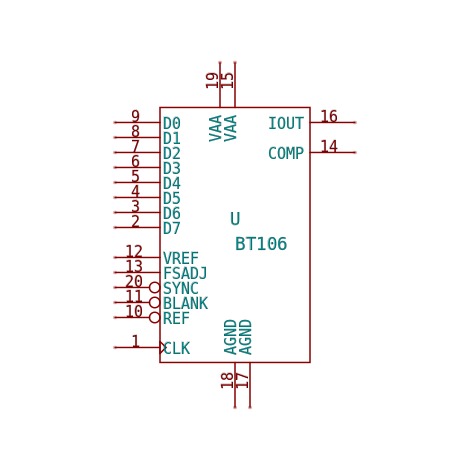 19 15
VAA VAA
9 D0
8 D1
7 D2
6 D3
5 D4
4 D5
3 D6
2 D7
12 VREF
13 FSADJ
20 SYNC
11 BLANK
10 REF
1 CLK
IOUT 16
COMP 14
U
BT106
AGND AGND
18 17